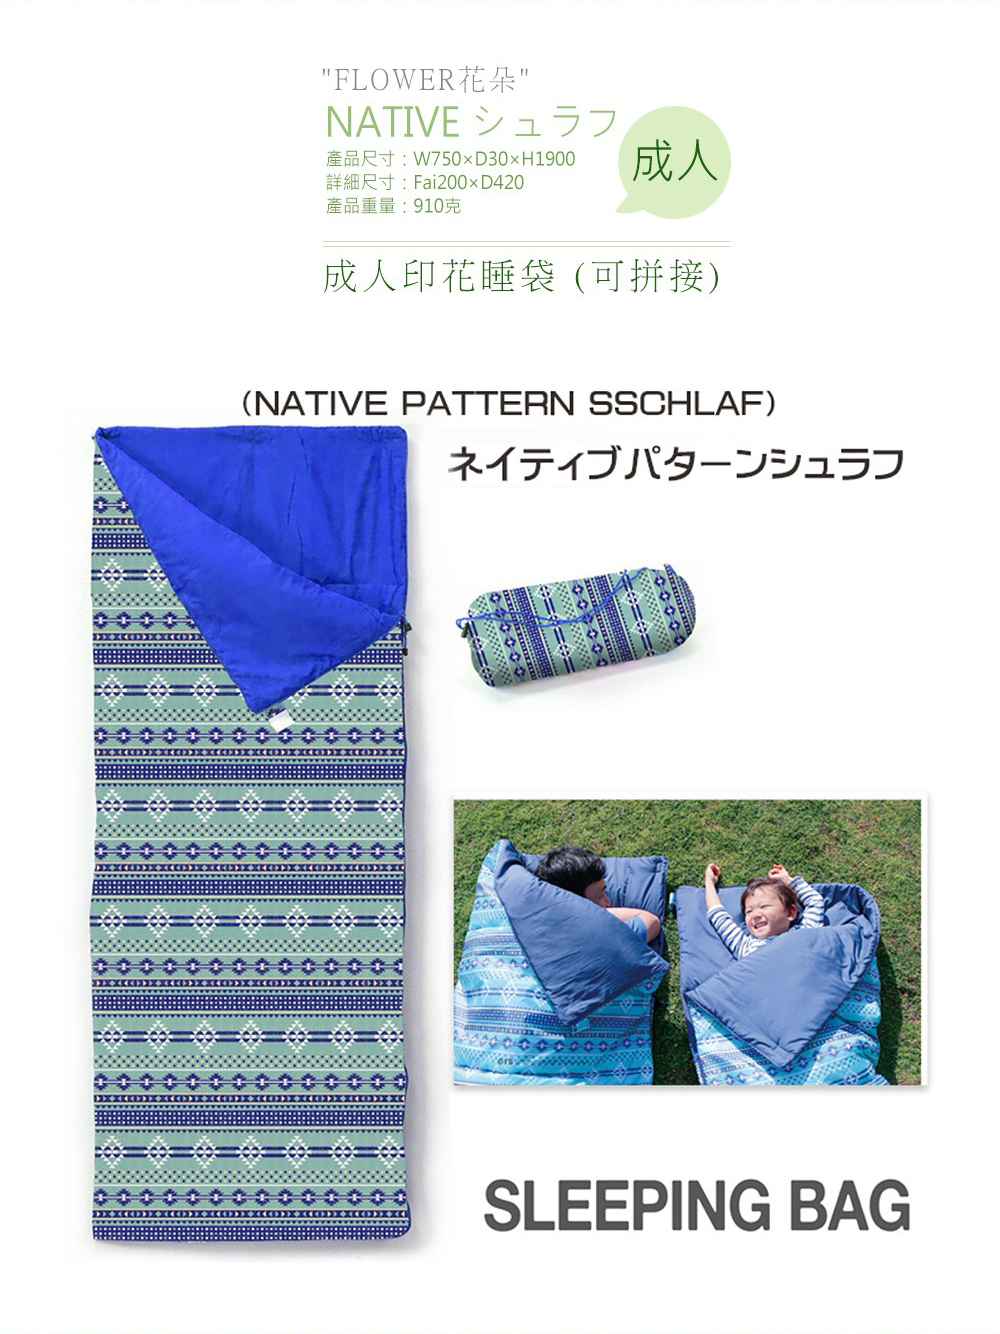 "FLOWER花朵"
NATIVE シュラフ
產品尺寸：W750×D30×H1900
詳細尺寸：Fai200×D420
產品重量：910克
成人
成人印花睡袋 (可拼接)
(NATIVE PATTERN SSCHLAF)
ネイティブパターンシュラフ
SLEEPING BAG